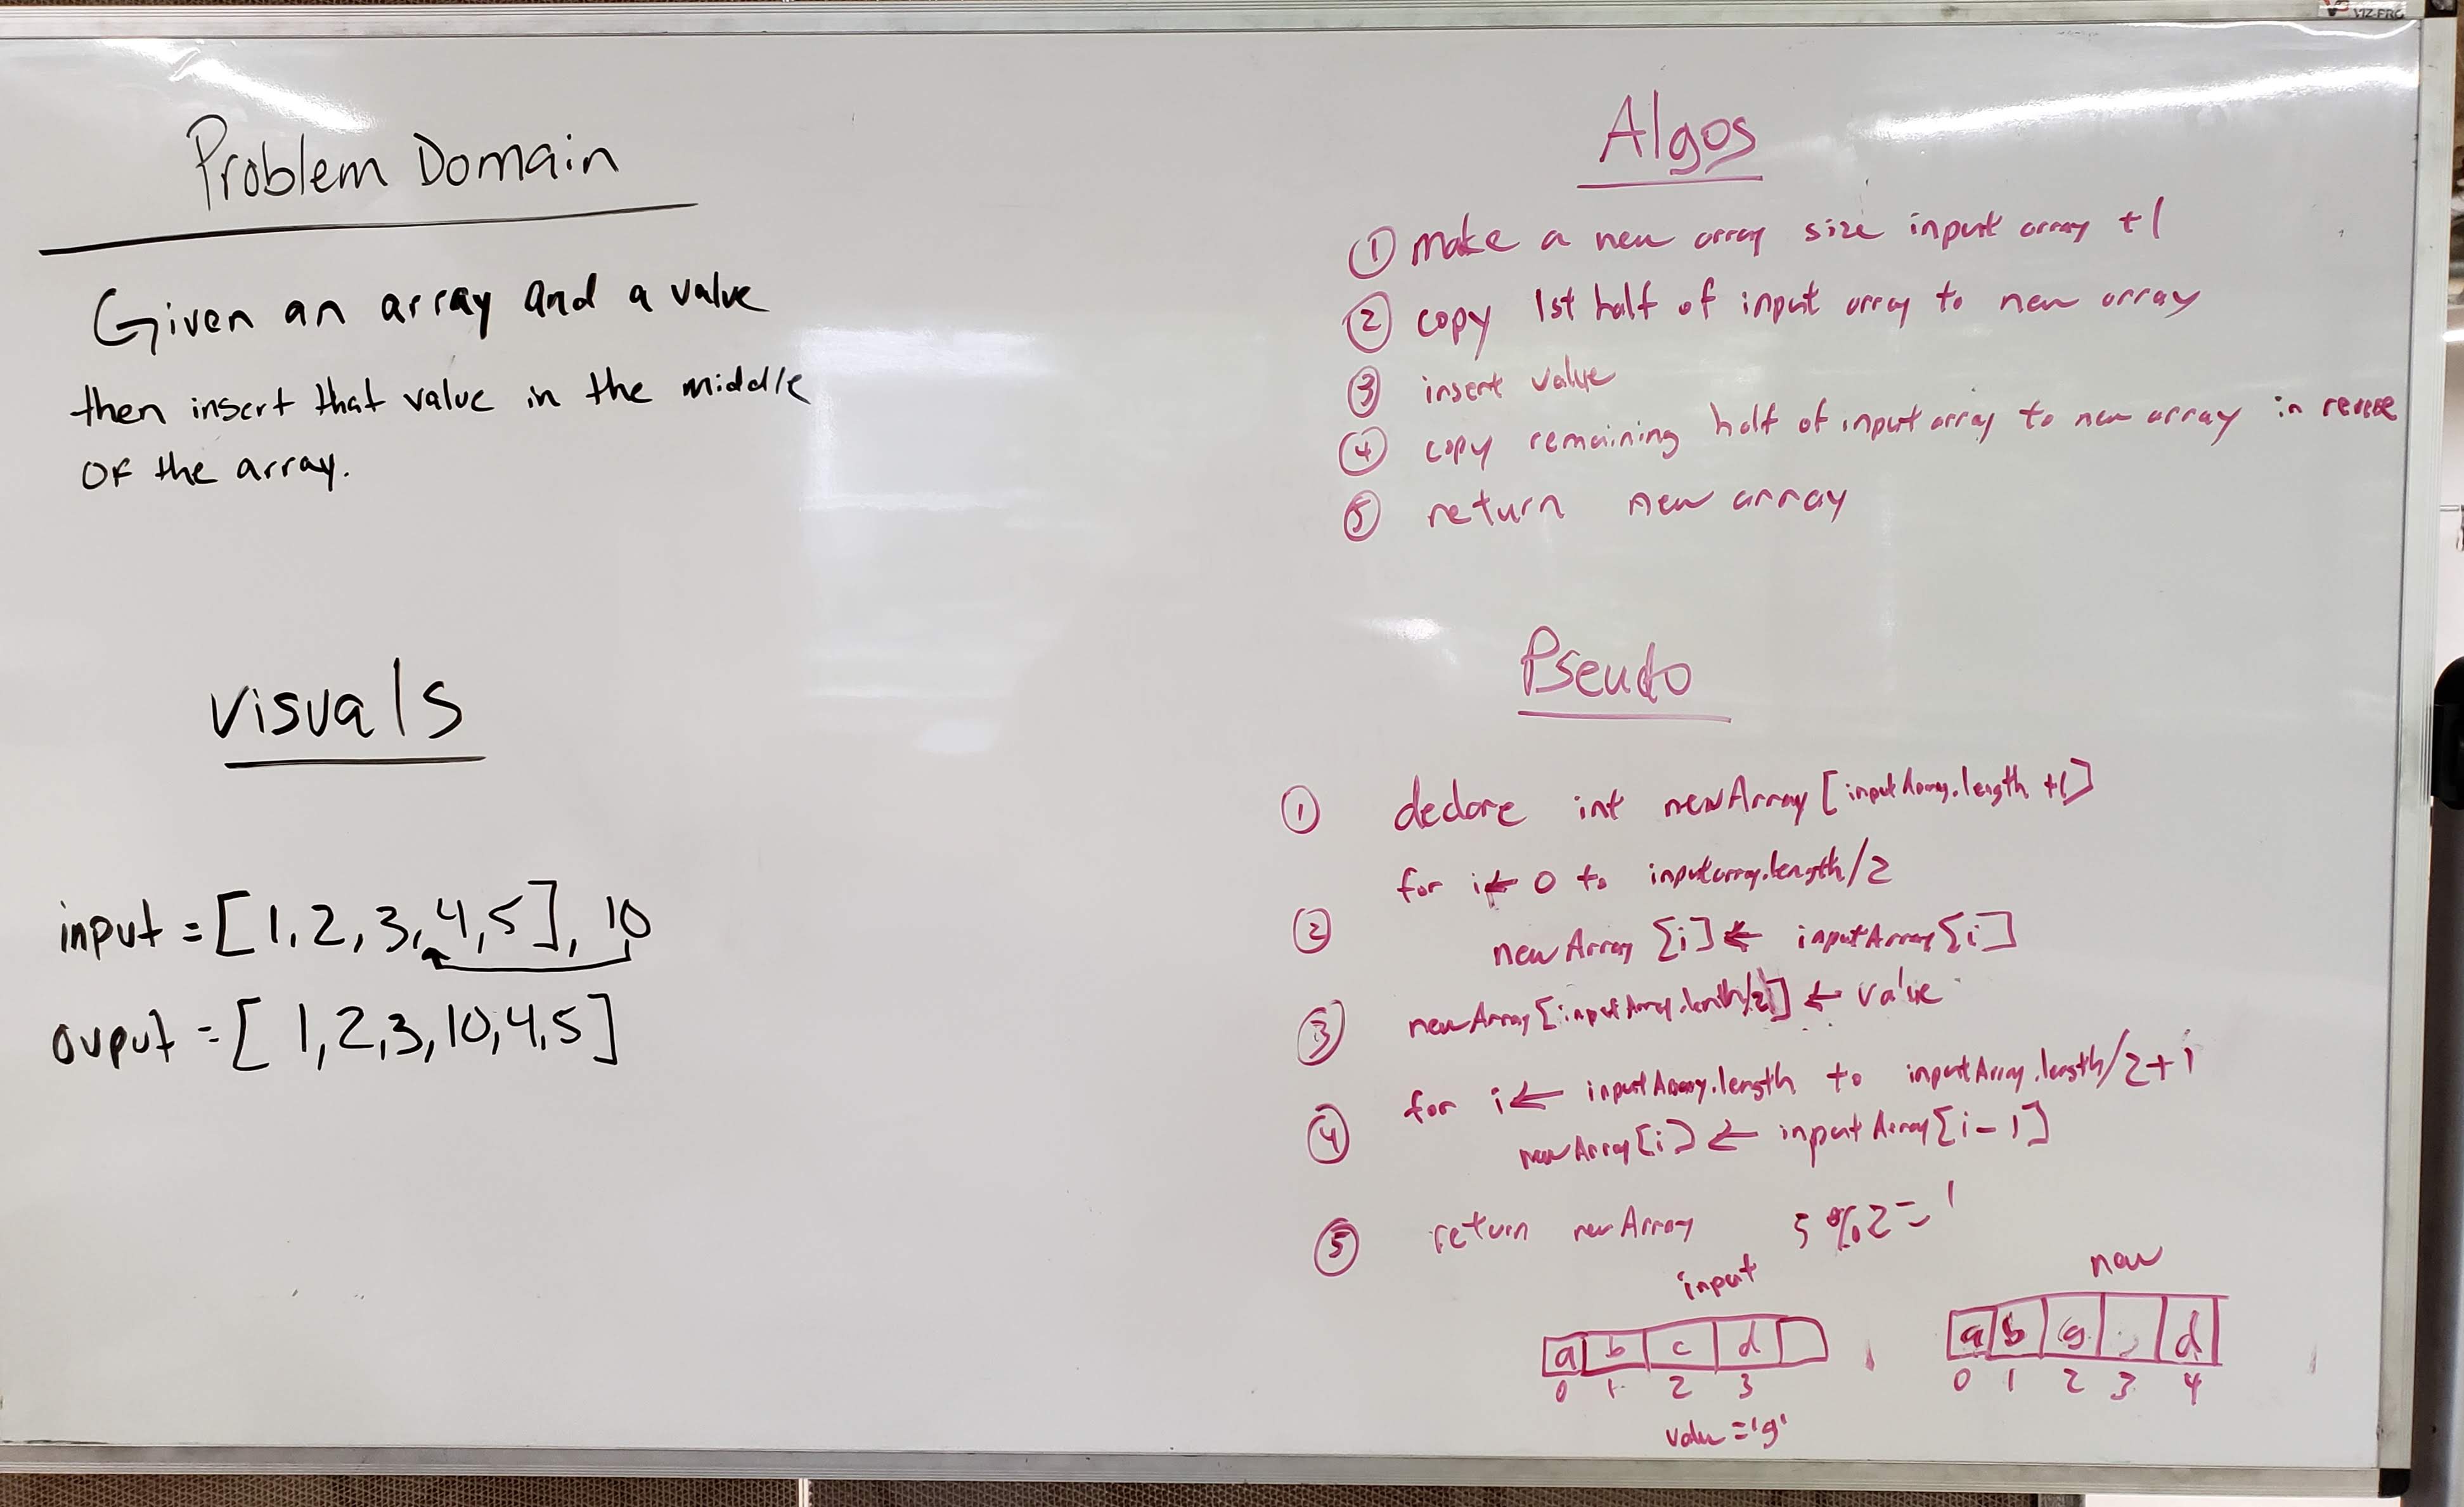 Problem Domain
Given an array and a value
then insert that value in the middle
OF the array.
visuals
input = [1,2,3,4,5], 10
ouput = [1,2,3,10,4,5]
Algos
① make a new array size input array +1
② copy 1st half of input array to new array
③ insert value
④ copy remaining half of input array to new array in reverse
⑤ return new array
Pseudo
① declare int newArray[inputArray.length +1]
for i ← 0 to inputarray.length/2
② newArray[i] ← inputArray[i]
③ newArray[inputArray.lenth/2] ← value
for i ← inputArray.length to inputArray.length/2+1
④ newArray[i] ← inputArray[i-1]
⑤ return newArray 5%2=1
input
a b c d
0 1 2 3
value='g'
new
a b g d
0 1 2 3 4